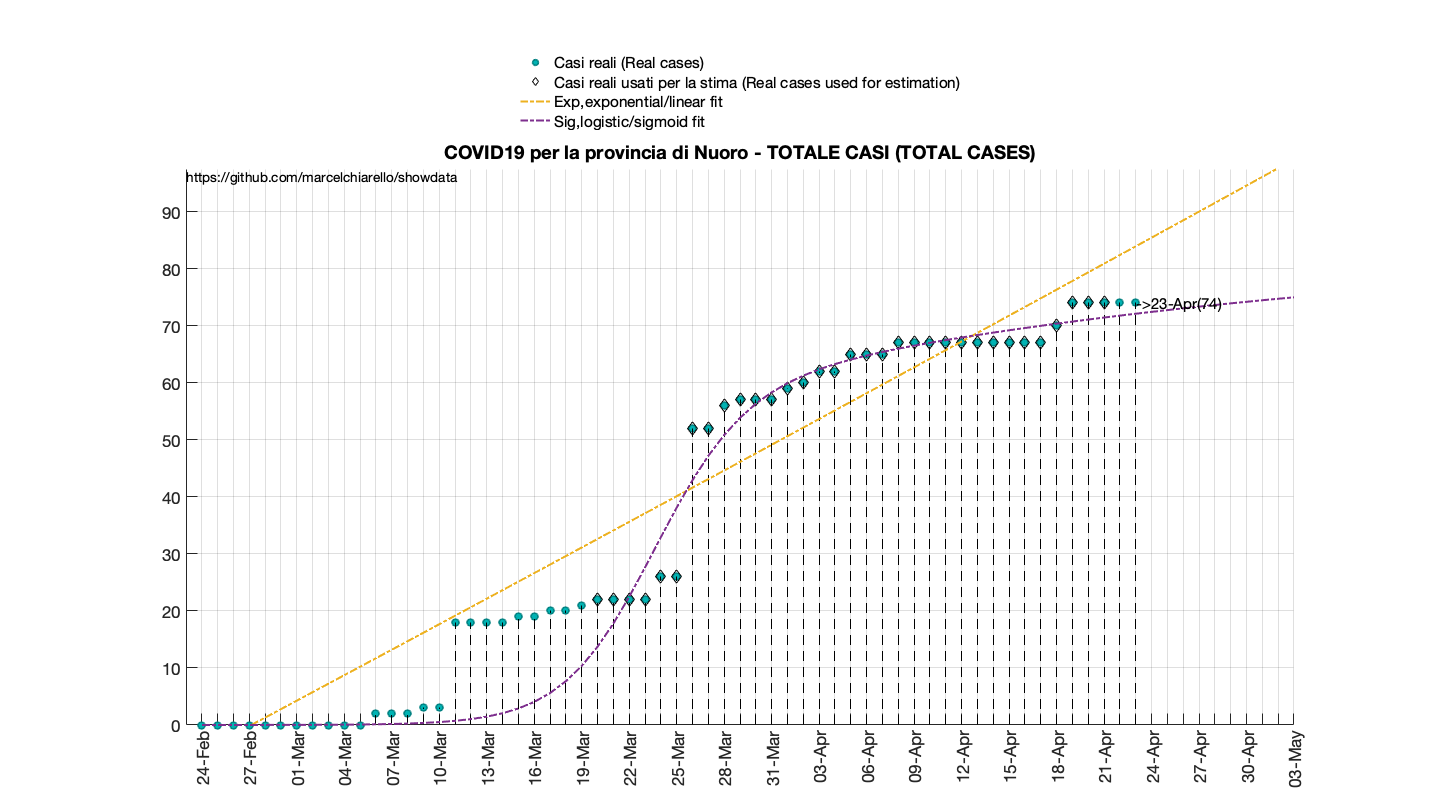 Casi reali (Real cases)
Casi reali usati per la stima (Real cases used for estimation)
Exp,exponential/linear fit
Sig,logistic/sigmoid fit
COVID19 per la provincia di Nuoro - TOTALE CASI (TOTAL CASES)
https://github.com/marcelchiarello/showdata
90
80
70
60
50
40
30
20
10
0
->23-Apr(74)
24-Feb
27-Feb
01-Mar
04-Mar
07-Mar
10-Mar
13-Mar
16-Mar
19-Mar
22-Mar
25-Mar
28-Mar
31-Mar
03-Apr
06-Apr
09-Apr
12-Apr
15-Apr
18-Apr
21-Apr
24-Apr
27-Apr
30-Apr
03-May